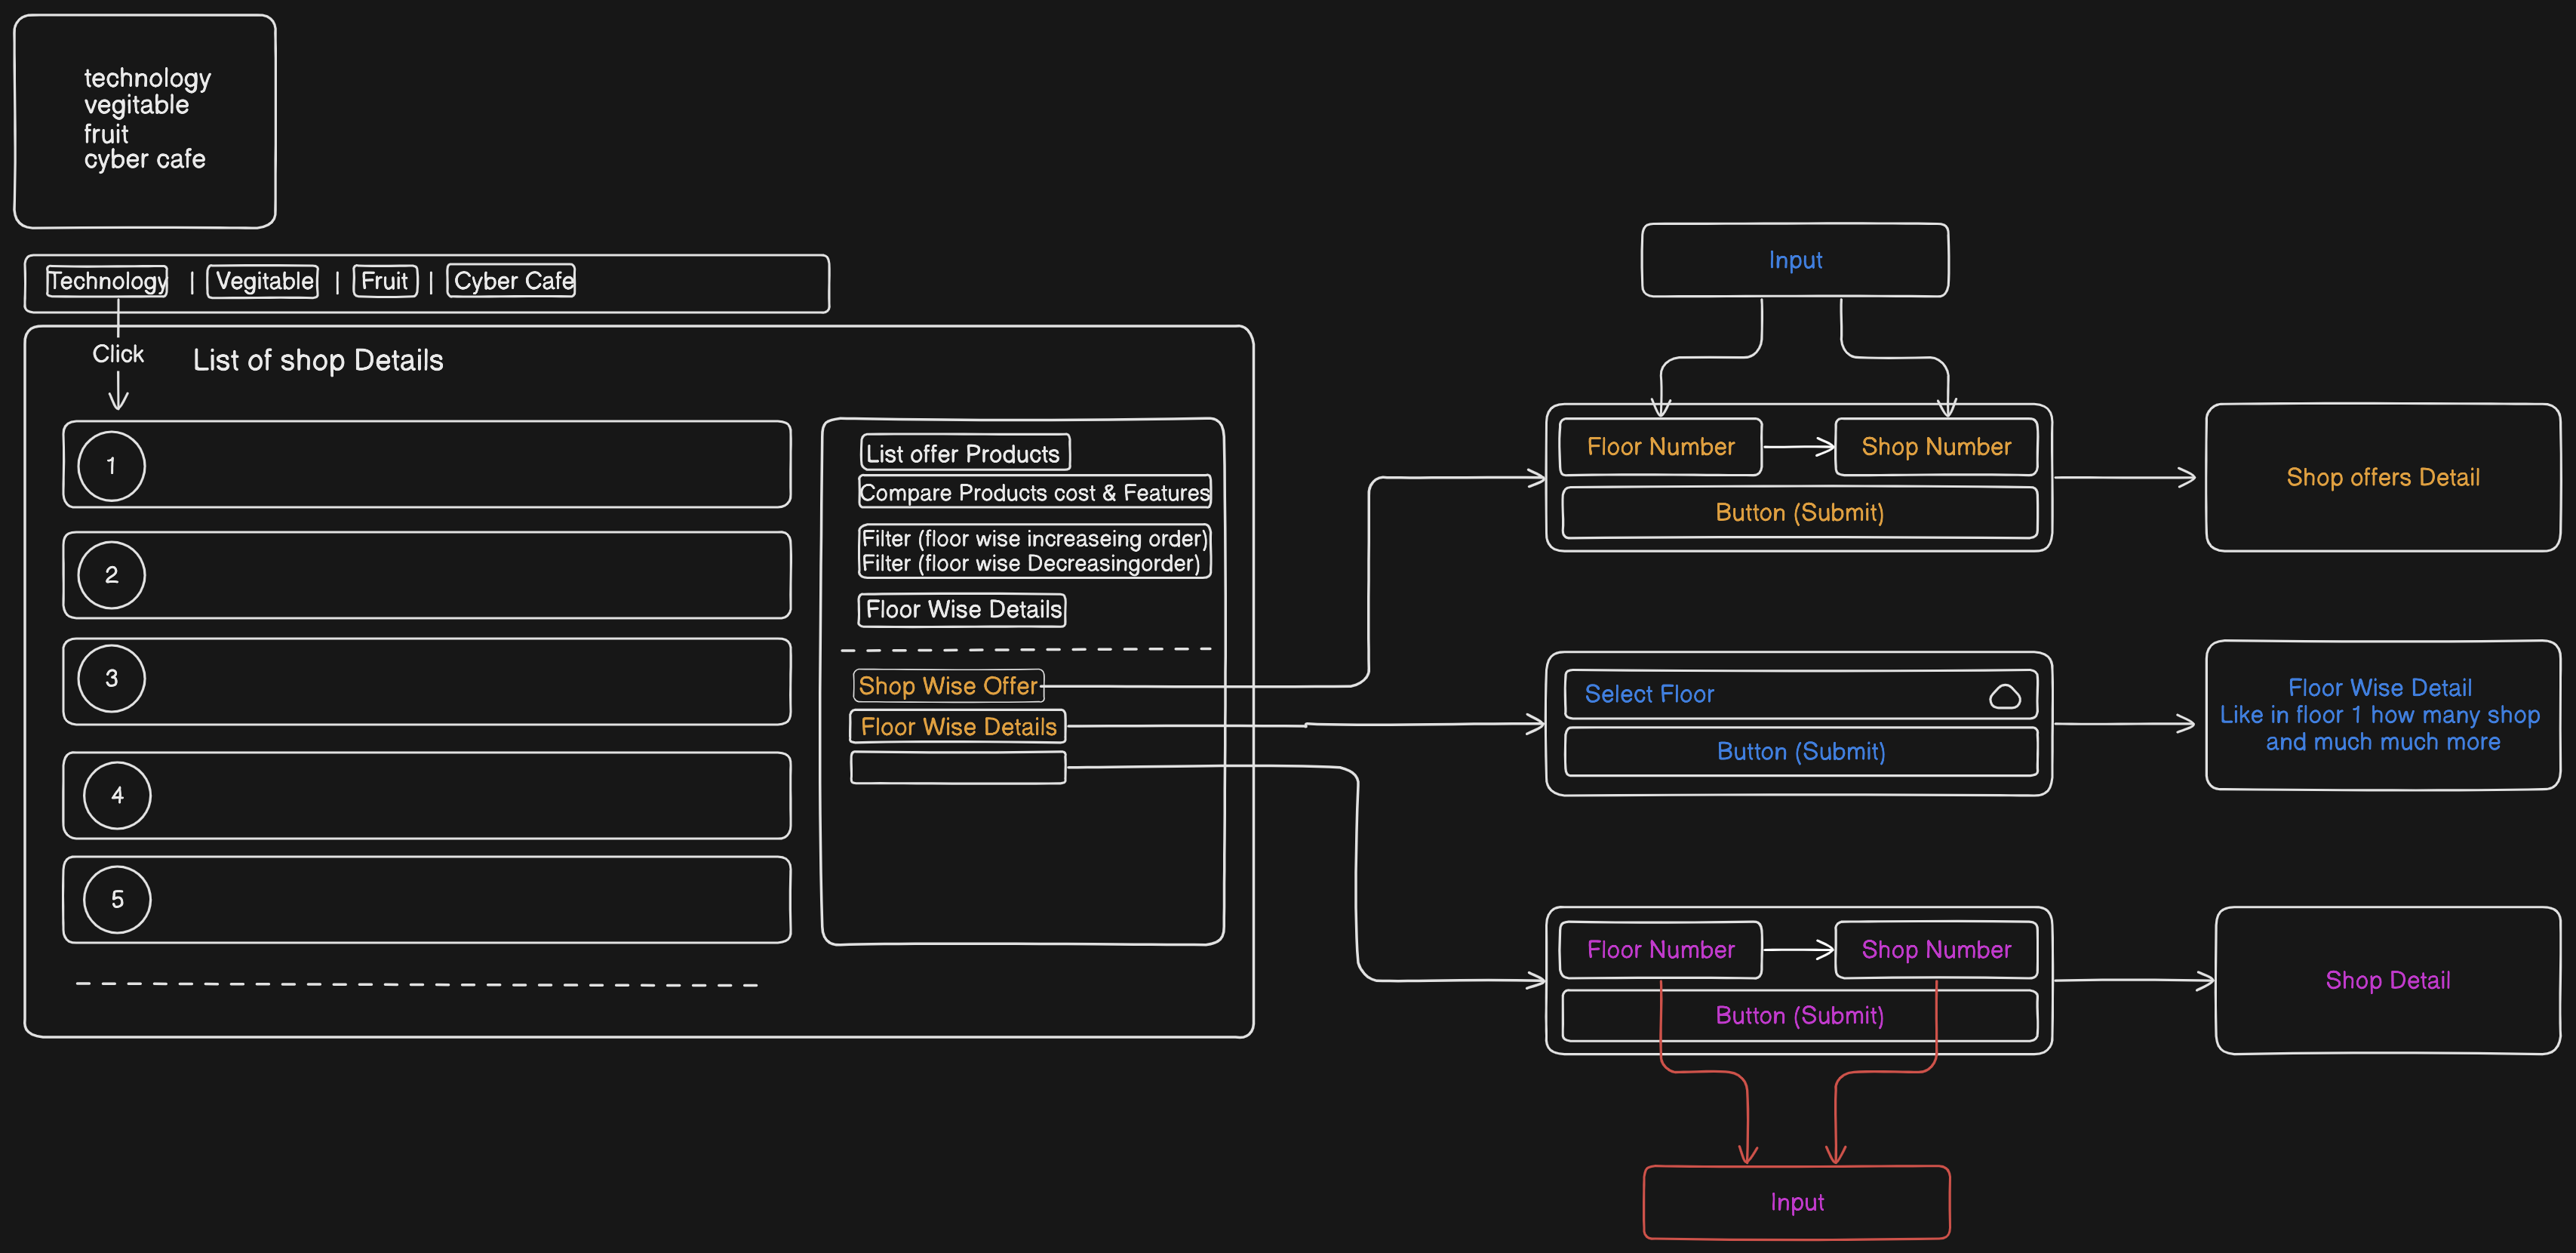 technology
vegitable
fruit
cyber cafe
Technology | Vegitable | Fruit | Cyber Cafe
Click
List of shop Details
1
2
3
4
5
List offer Products
Compare Products cost & Features
Filter (floor wise increaseing order)
Filter (floor wise Decreasingorder)
Floor Wise Details
Shop Wise Offer
Floor Wise Details
Input
Floor Number
Shop Number
Button (Submit)
Shop offers Detail
Select Floor
Button (Submit)
Floor Wise Detail
Like in floor 1 how many shop
and much much more
Floor Number
Shop Number
Button (Submit)
Shop Detail
Input